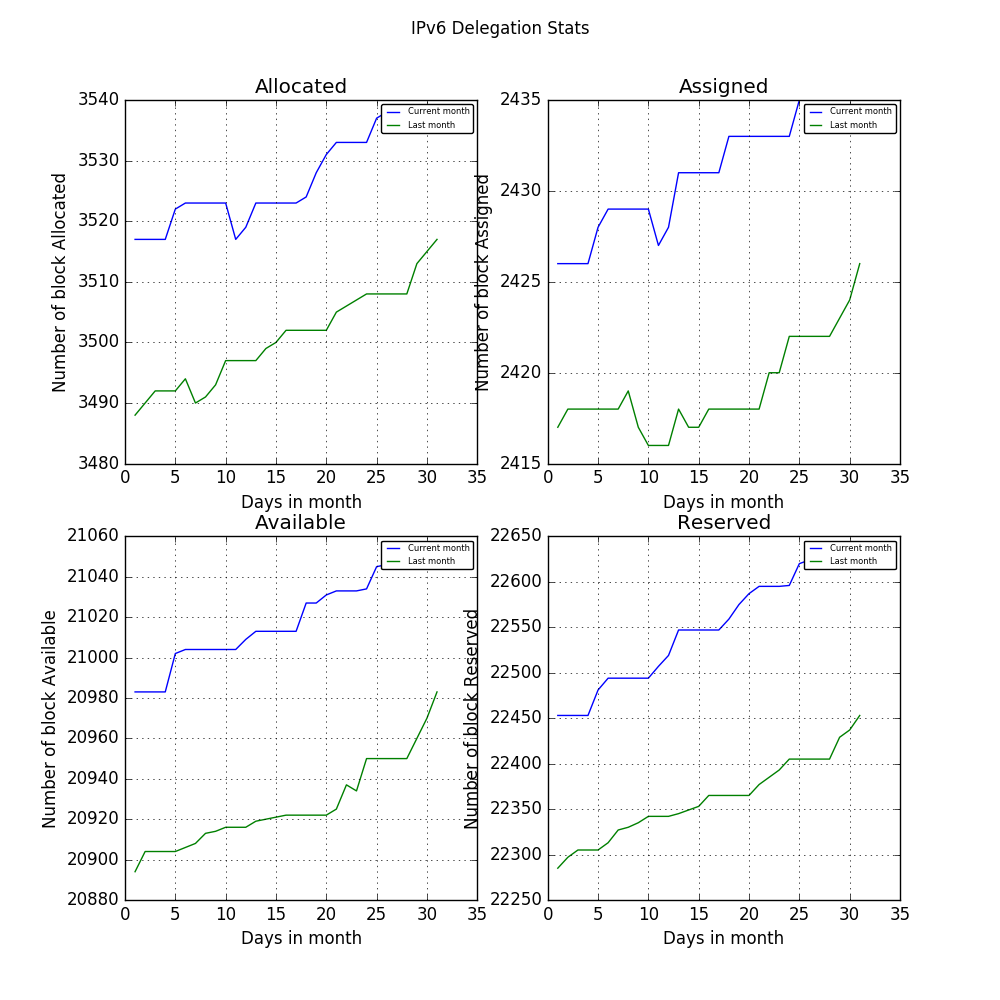 IPv6 Delegation Stats
Allocated
Number of block Allocated
3540
3530
3520
3510
3500
3490
3480
Current month
Last month
0 5 10 15 20 25 30 35
Days in month
Assigned
Number of block Assigned
2435
2430
2425
2420
2415
Current month
Last month
0 5 10 15 20 25 30 35
Days in month
Available
Number of block Available
21060
21040
21020
21000
20980
20960
20940
20920
20900
20880
Current month
Last month
0 5 10 15 20 25 30 35
Days in month
Reserved
Number of block Reserved
22650
22600
22550
22500
22450
22400
22350
22300
22250
Current month
Last month
0 5 10 15 20 25 30 35
Days in month